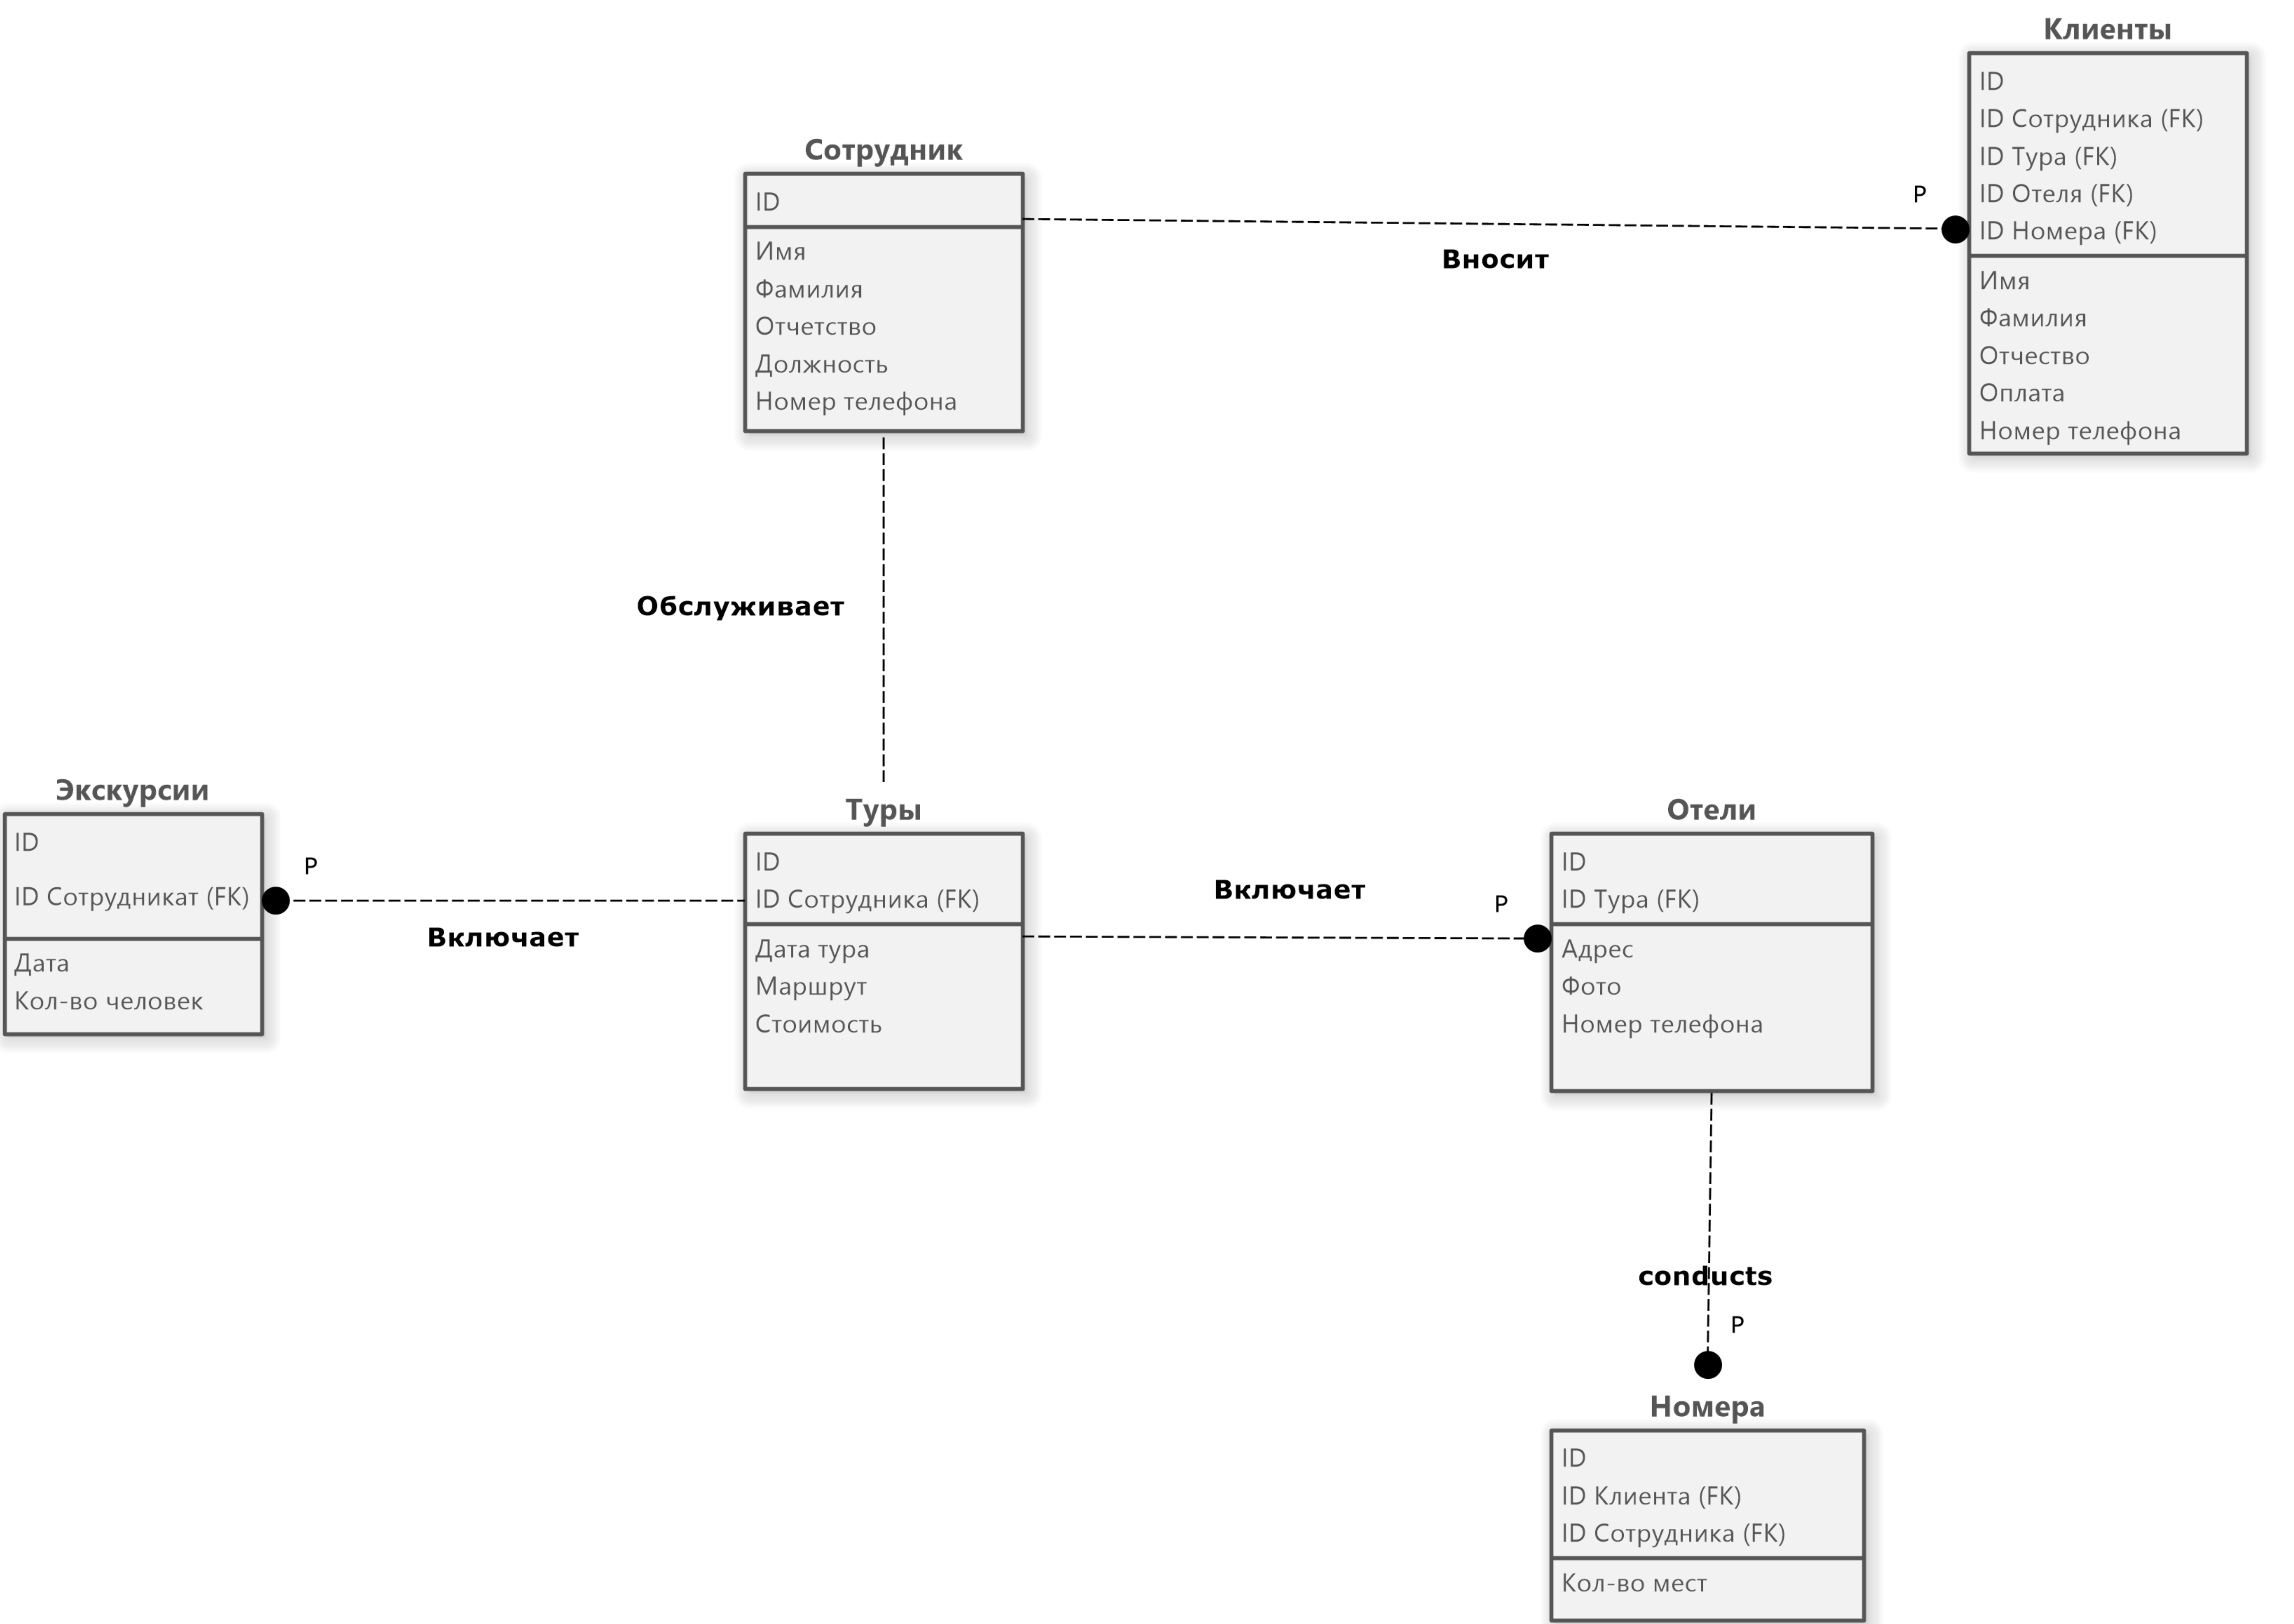 Клиенты
ID
ID Сотрудника (FK)
ID Тура (FK)
ID Отеля (FK)
ID Номера (FK)
Имя
Фамилия
Отчество
Оплата
Номер телефона
Сотрудник
ID
Имя
Фамилия
Отчетство
Должность
Номер телефона
P
Вносит
Обслуживает
Экскурсии
ID
ID Сотрудникат (FK)
Дата
Кол-во человек
P
Включает
Туры
ID
ID Сотрудника (FK)
Дата тура
Маршрут
Стоимость
Включает
P
Отели
ID
ID Тура (FK)
Адрес
Фото
Номер телефона
conducts
P
Номера
ID
ID Клиента (FK)
ID Сотрудника (FK)
Кол-во мест